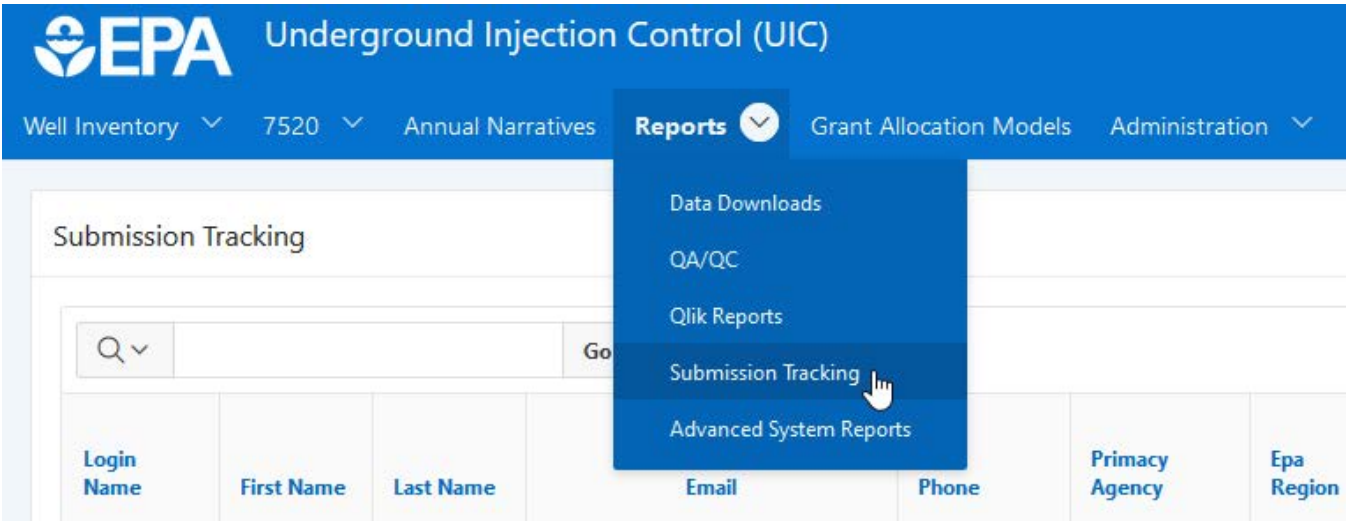 EPA Underground Injection Control (UIC)
Well Inventory 7520 Annual Narratives Reports Grant Allocation Models Administration
Data Downloads
Submission Tracking
QA/QC
Qlik Reports
Go
Submission Tracking
Advanced System Reports
Login Name First Name Last Name Email Phone Primacy Agency Epa Region